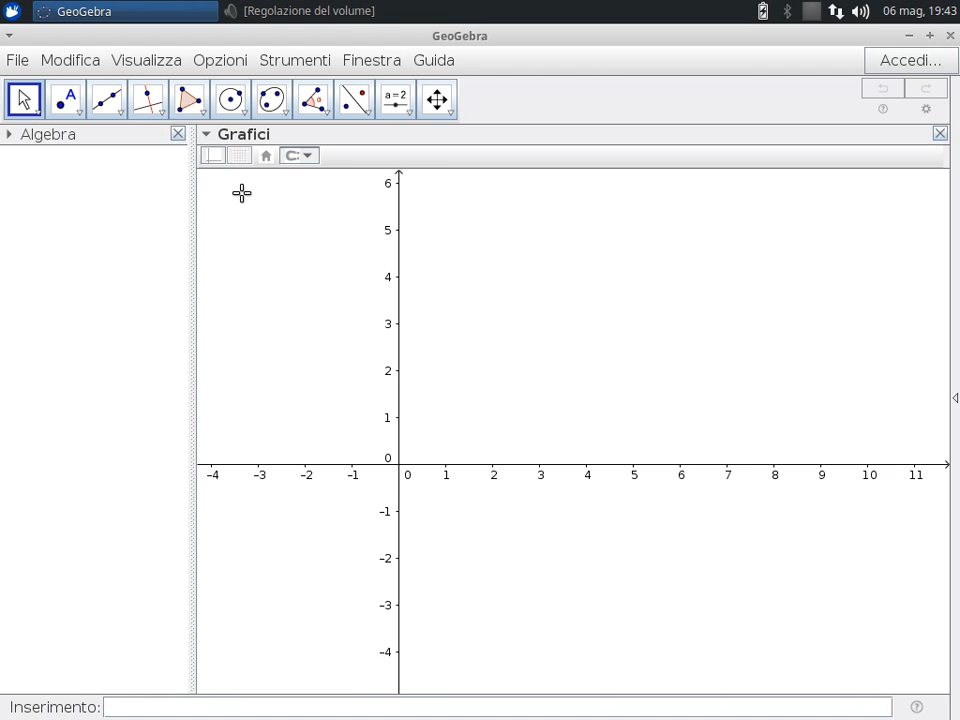 GeoGebra
[Regolazione del volume]
06 mag, 19:43
GeoGebra
File Modifica Visualizza Opzioni Strumenti Finestra Guida
Accedi...
A
α
a=2
Algebra
Grafici
6
5
4
3
2
1
0
-4 -3 -2 -1 0 1 2 3 4 5 6 7 8 9 10 11
-1
-2
-3
-4
Inserimento: